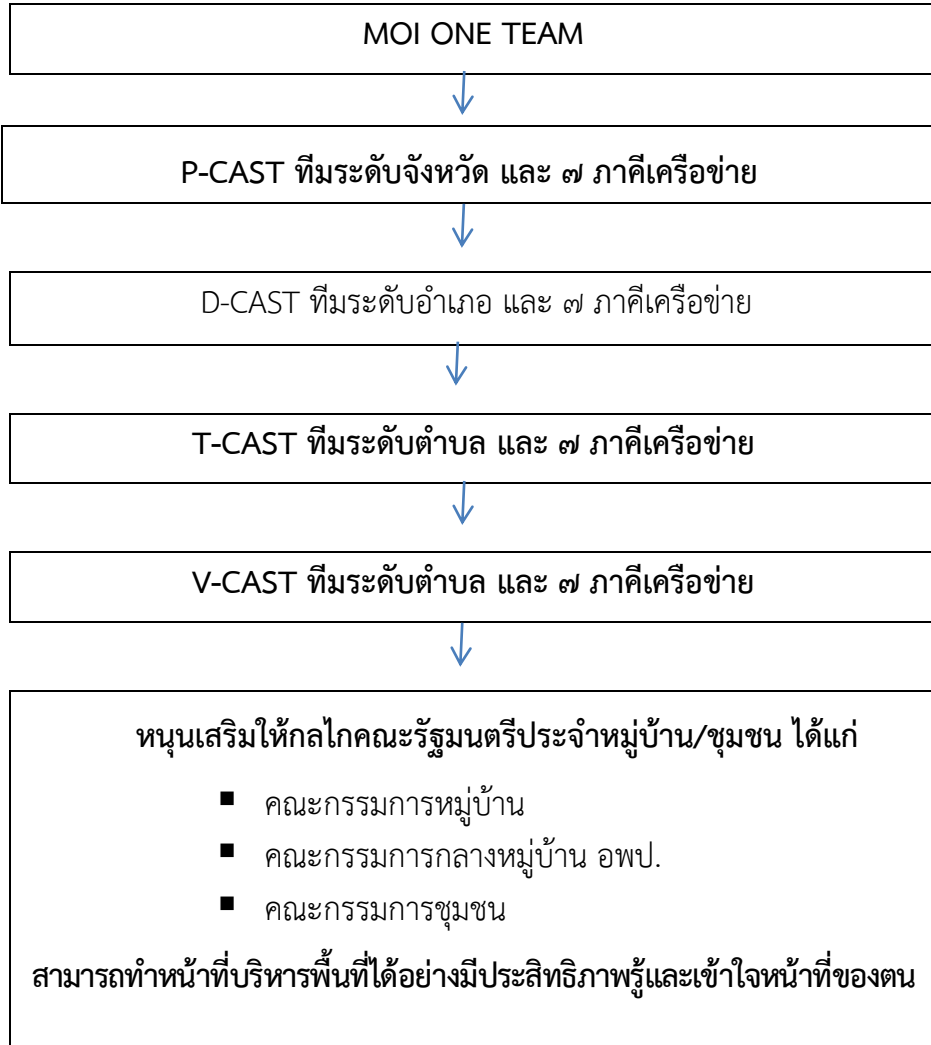 MOI ONE TEAM
P-CAST ทีมระดับจังหวัด และ ๗ ภาคีเครือข่าย
D-CAST ทีมระดับอำเภอ และ ๗ ภาคีเครือข่าย
T-CAST ทีมระดับตำบล และ ๗ ภาคีเครือข่าย
V-CAST ทีมระดับตำบล และ ๗ ภาคีเครือข่าย
หนุนเสริมให้กลไกคณะรัฐมนตรีประจำหมู่บ้าน/ชุมชน ได้แก่
▪ คณะกรรมการหมู่บ้าน
▪ คณะกรรมการกลางหมู่บ้าน อพป.
▪ คณะกรรมการชุมชน
สามารถทำหน้าที่บริหารพื้นที่ได้อย่างมีประสิทธิภาพรู้และเข้าใจหน้าที่ของตน